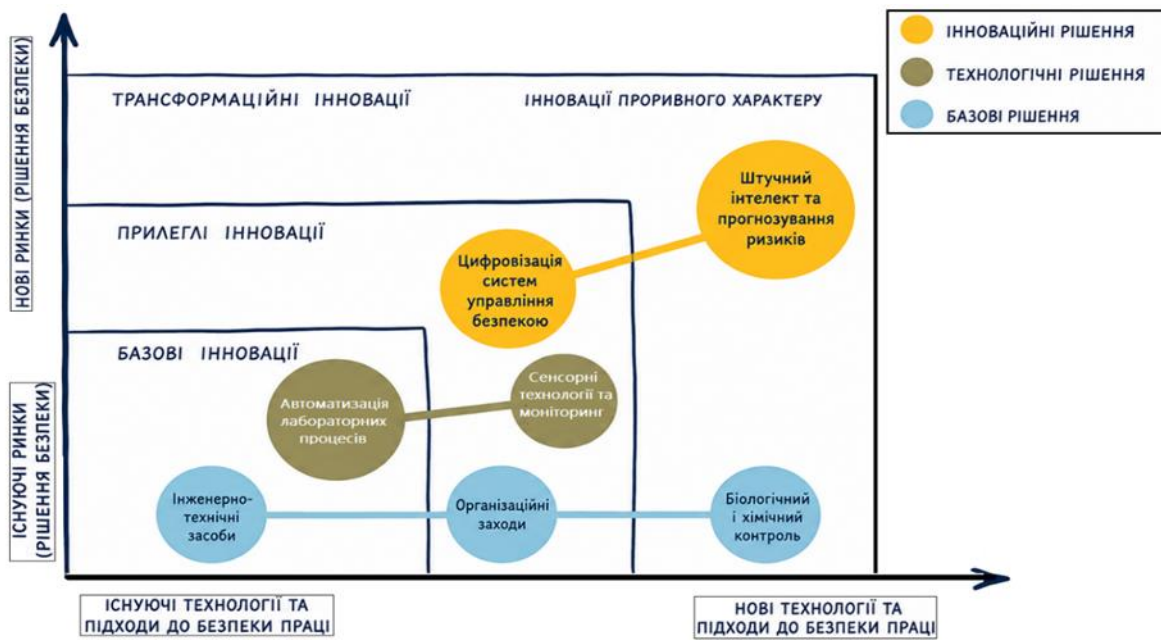 ІННОВАЦІЙНІ РІШЕННЯ
ТЕХНОЛОГІЧНІ РІШЕННЯ
БАЗОВІ РІШЕННЯ
НОВІ РИНКИ (РІШЕННЯ БЕЗПЕКИ)
ТРАНСФОРМАЦІЙНІ ІННОВАЦІЇ
ІННОВАЦІЇ ПРОРИВНОГО ХАРАКТЕРУ
Штучний
інтелект та
прогнозування
ризиків
ПРИЛЕГЛІ ІННОВАЦІЇ
Цифровізація
систем
управління
безпекою
БАЗОВІ ІННОВАЦІЇ
Автоматизація
лабораторних
процесів
Сенсорні
технології та
моніторинг
ІСНУЮЧІ РИНКИ
(РІШЕННЯ БЕЗПЕКИ)
Інженерно-
технічні
засоби
Організаційні
заходи
Біологічний
і хімічний
контроль
ІСНУЮЧІ ТЕХНОЛОГІЇ ТА
ПІДХОДИ ДО БЕЗПЕКИ ПРАЦІ
НОВІ ТЕХНОЛОГІЇ ТА
ПІДХОДИ ДО БЕЗПЕКИ ПРАЦІ